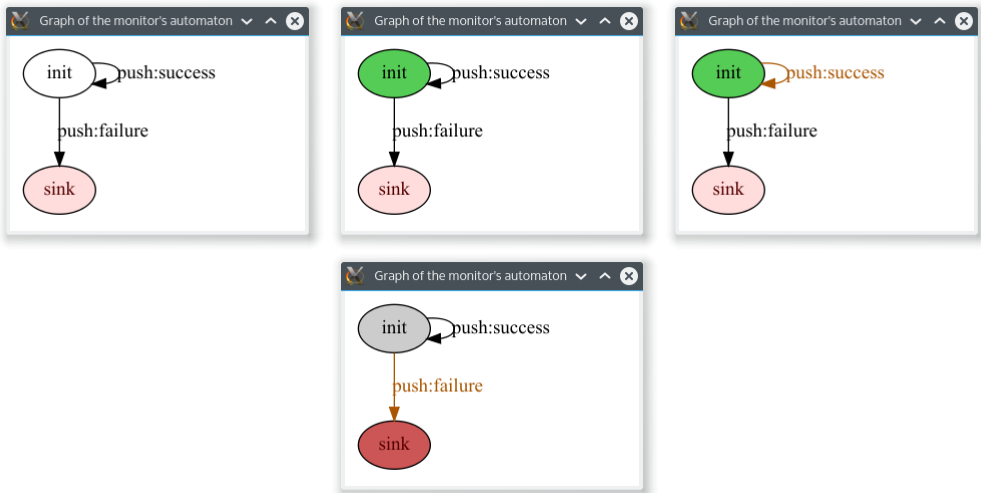 Graph of the monitor's automaton
init
push:success
push:failure
sink
Graph of the monitor's automaton
init
push:success
push:failure
sink
Graph of the monitor's automaton
init
push:success
push:failure
sink
Graph of the monitor's automaton
init
push:success
push:failure
sink